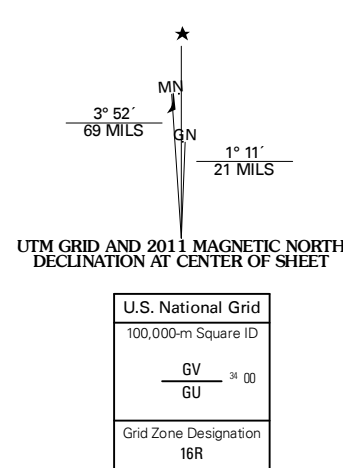 ★
MN
3° 52´
69 MILS
GN
1° 11´
21 MILS
UTM GRID AND 2011 MAGNETIC NORTH
DECLINATION AT CENTER OF SHEET
U.S. National Grid
100,000-m Square ID
GV
34 00
GU
Grid Zone Designation
16R